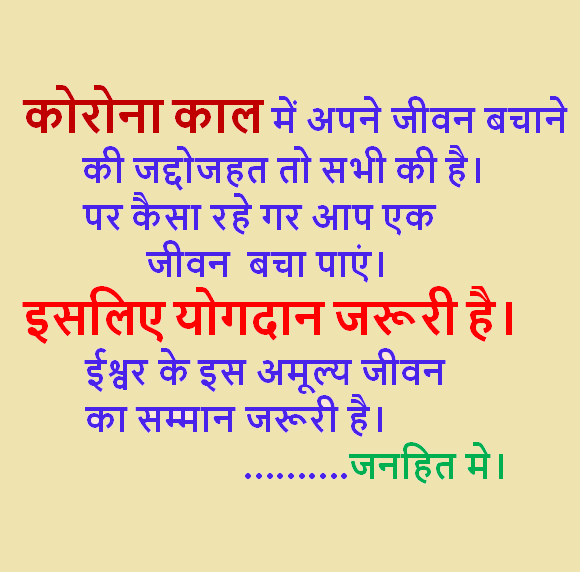 कोरोना काल में अपने जीवन बचाने
की जद्दोजहत तो सभी की है।
पर कैसा रहे गर आप एक
जीवन बचा पाएं।
इसलिए योगदान जरूरी है।
ईश्वर के इस अमूल्य जीवन
का सम्मान जरूरी है।
..........जनहित मे।